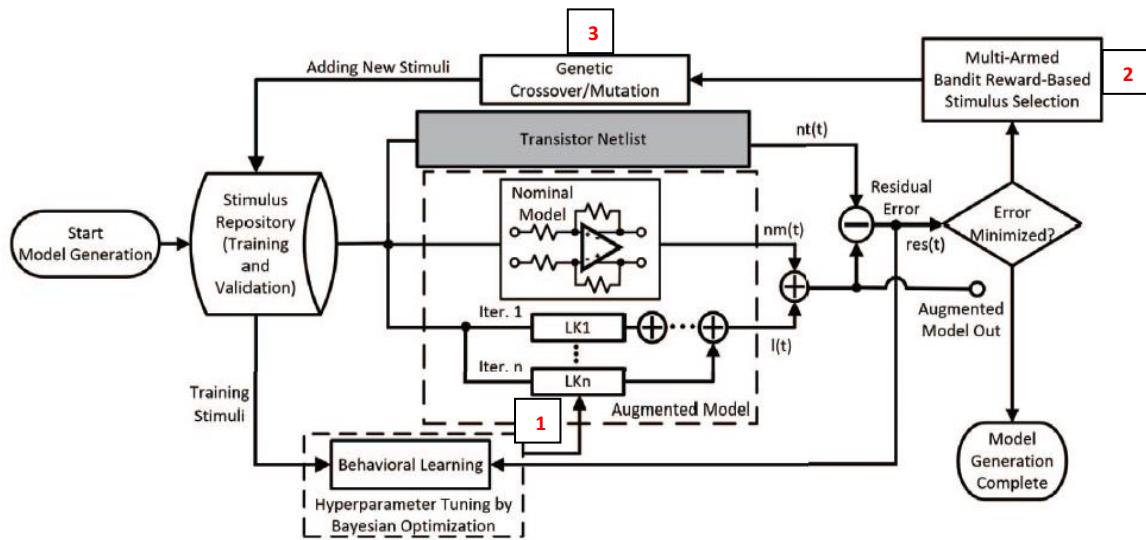 3
Genetic
Crossover/Mutation
Adding New Stimuli
Multi-Armed
Bandit Reward-Based
Stimulus Selection
2
Transistor Netlist
nt(t)
Start
Model Generation
Stimulus
Repository
(Training
and
Validation)
Nominal
Model
nm(t)
Residual
Error
res(t)
Error
Minimized?
Iter. 1
LK1
l(t)
Augmented
Model Out
Iter. n
LKn
Augmented Model
Training
Stimuli
1
Behavioral Learning
Hyperparameter Tuning by
Bayesian Optimization
Model
Generation
Complete